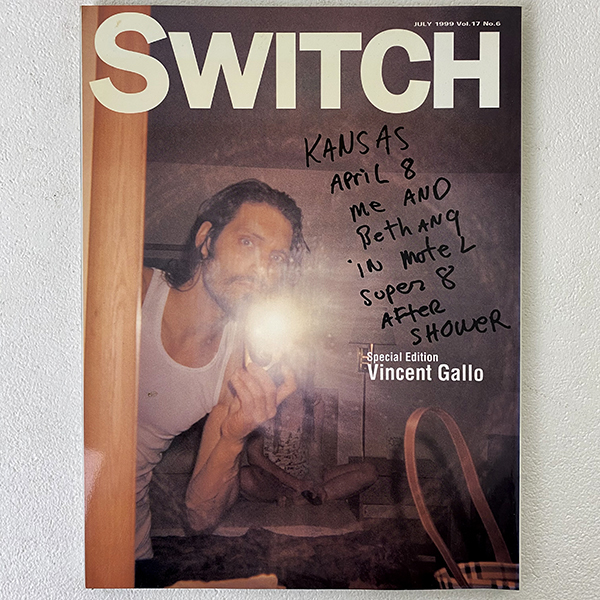 JULY 1999 Vol.17 No.6
SWITCH
KANSAS
APriL 8
me AND
BethANY
iN moteL
super 8
AfteR
SHOWER
Special Edition
Vincent Gallo